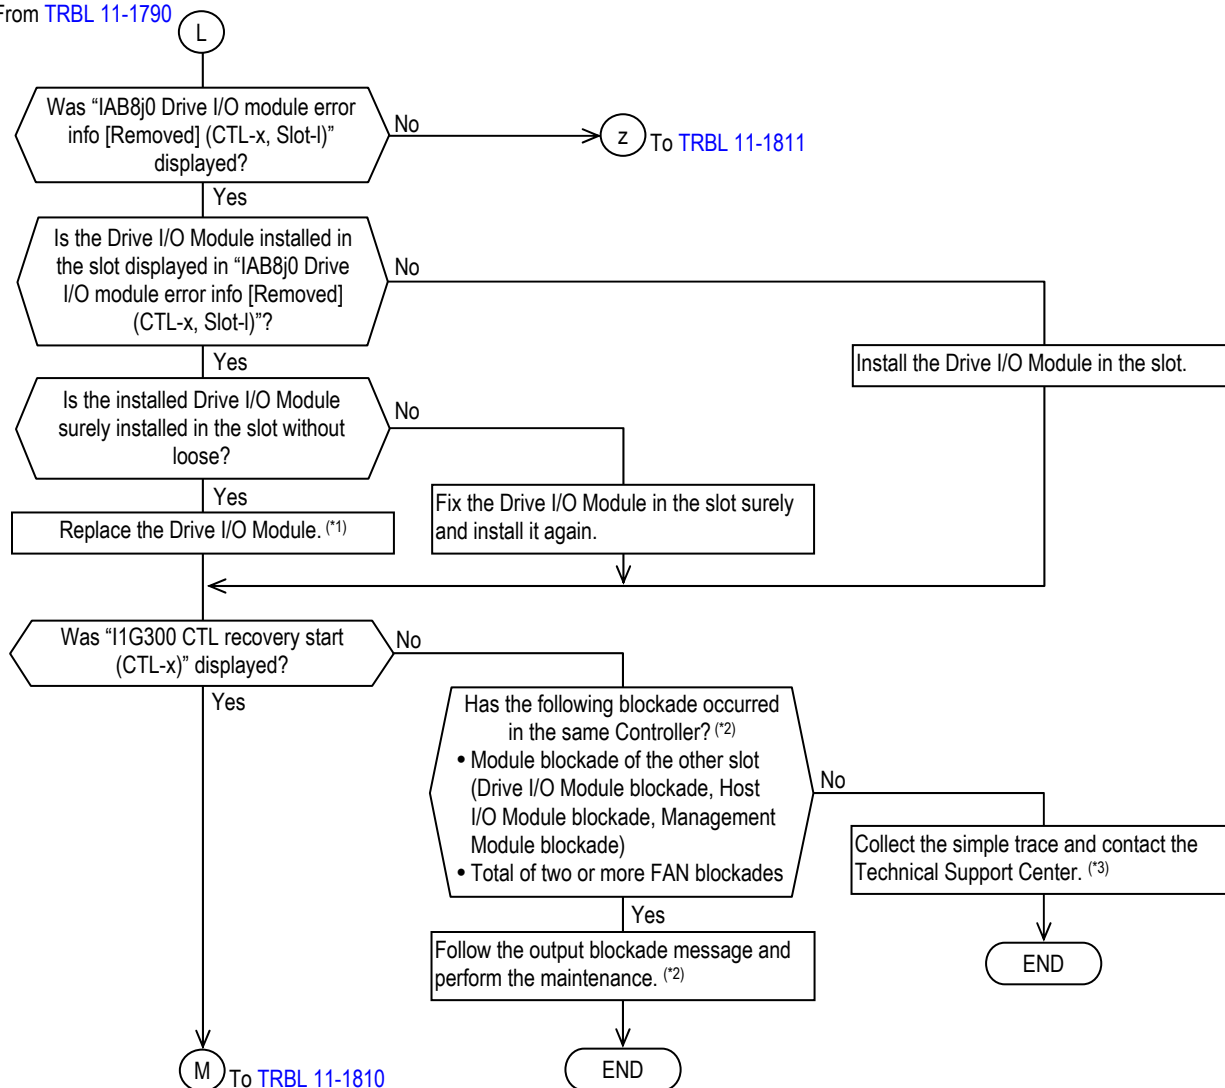 From TRBL 11-1790
L
Was “IAB8j0 Drive I/O module error
info [Removed] (CTL-x, Slot-l)”
displayed?
No
z
To TRBL 11-1811
Yes
Is the Drive I/O Module installed in
the slot displayed in “IAB8j0 Drive
I/O module error info [Removed]
(CTL-x, Slot-l)”?
No
Yes
Install the Drive I/O Module in the slot.
Is the installed Drive I/O Module
surely installed in the slot without
loose?
No
Yes
Fix the Drive I/O Module in the slot surely
and install it again.
Replace the Drive I/O Module. (*1)
Was “I1G300 CTL recovery start
(CTL-x)” displayed?
No
Yes
Has the following blockade occurred
in the same Controller? (*2)
• Module blockade of the other slot
(Drive I/O Module blockade, Host
I/O Module blockade, Management
Module blockade)
• Total of two or more FAN blockades
No
Collect the simple trace and contact the
Technical Support Center. (*3)
Yes
Follow the output blockade message and
perform the maintenance. (*2)
END
END
M
To TRBL 11-1810